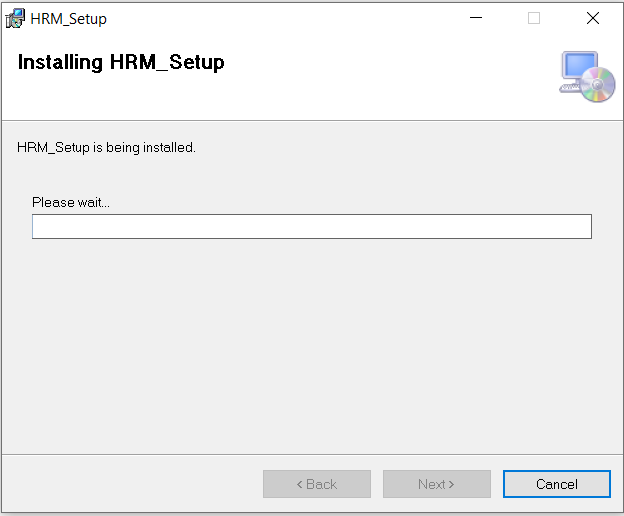 HRM_Setup
Installing HRM_Setup
HRM_Setup is being installed.
Please wait...
< Back
Next >
Cancel